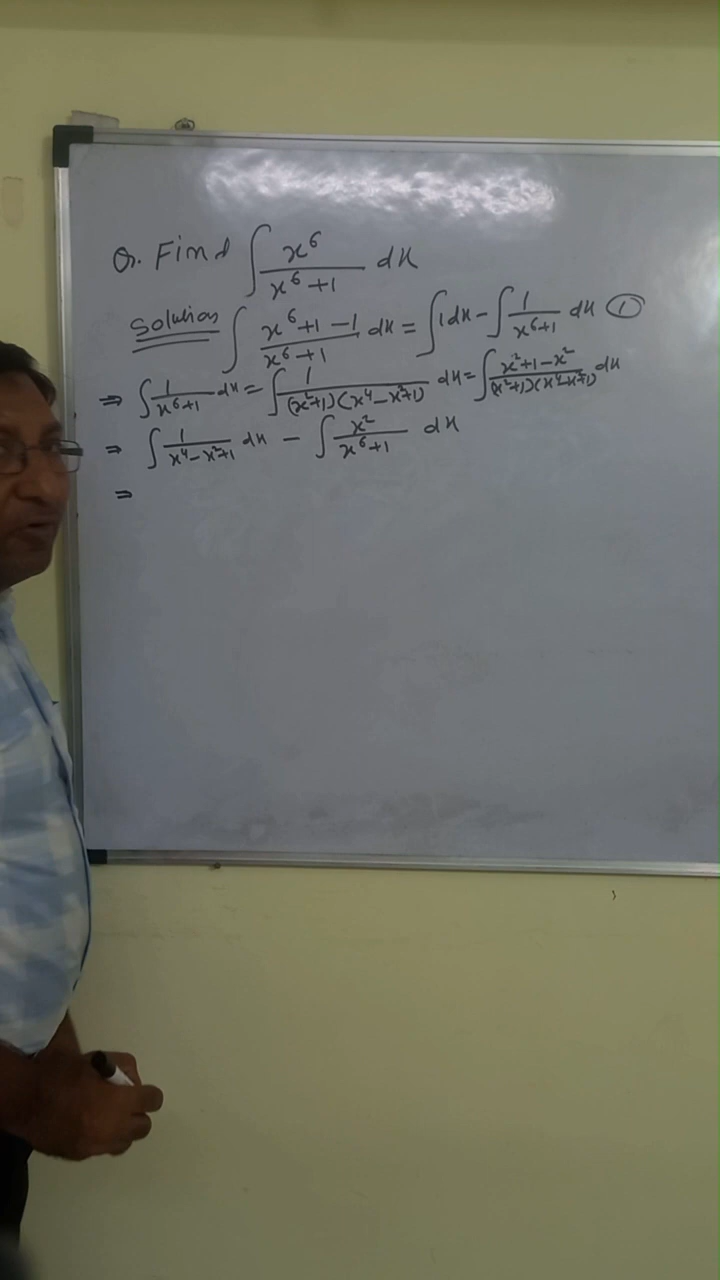 Q. Find ∫ x⁶/(x⁶+1) dx
Solution ∫ (x⁶+1-1)/(x⁶+1) dx = ∫1dx - ∫ 1/(x⁶+1) dx ①
⇒ ∫ 1/(x⁶+1) dx = ∫ 1/((x²+1)(x⁴-x²+1)) dx = ∫ (x²+1-x²)/((x²+1)(x⁴-x²+1)) dx
⇒ ∫ 1/(x⁴-x²+1) dx - ∫ x²/(x⁶+1) dx
⇒